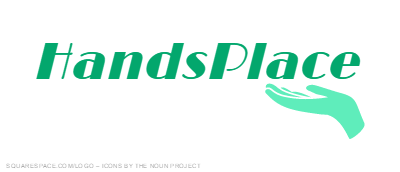 HandsPlace
SQUARESPACE.COM/LOGO – ICONS BY THE NOUN PROJECT